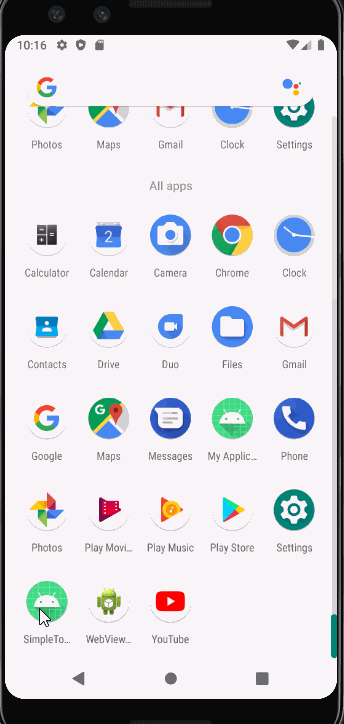 10:16
Photos Maps Gmail Clock Settings
All apps
2
Calculator Calendar Camera Chrome Clock
Contacts Drive Duo Files Gmail
Google Maps Messages My Applic... Phone
Photos Play Movi... Play Music Play Store Settings
SimpleTo... WebView... YouTube